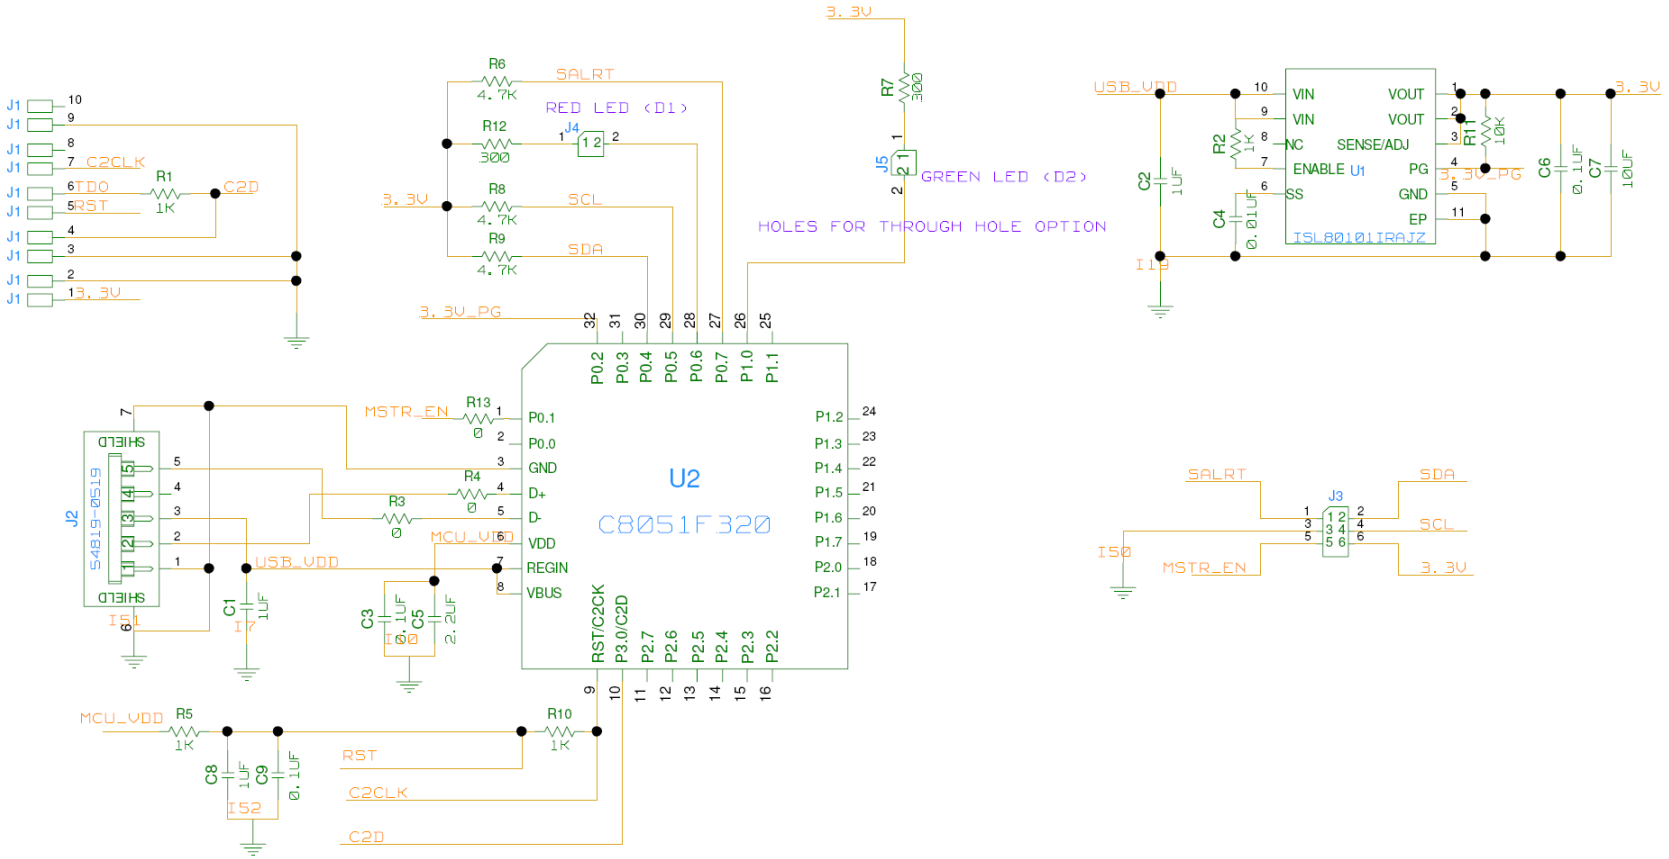 3.3V
R7
300
1
J5
2 1
2
GREEN LED (D2)
HOLES FOR THROUGH HOLE OPTION
R6
4.7K
SALRT
RED LED (D1)
R12
300
1
J4
1 2
2
3.3V
R8
4.7K
SCL
R9
4.7K
SDA
3.3V_PG
J1 10
J1 9
J1 8
J1 7 C2CLK
J1 6 TDO R1 1K C2D
J1 5 RST
J1 4
J1 3
J1 2
J1 1 3.3V
USB_VDD
10 VIN VOUT 1 3.3V
9 VIN VOUT 2
8 NC SENSE/ADJ 3
7 ENABLE U1 PG 4 3.3V_PG
6 SS GND 5
EP 11
ISL80101IRAJZ
R2
1K
R11
10K
C2
1UF
C4
0.01UF
C6
0.1UF
C7
10UF
I19
32 31 30 29 28 27 26 25
P0.2 P0.3 P0.4 P0.5 P0.6 P0.7 P1.0 P1.1
MSTR_EN R13 0 1 P0.1
2 P0.0
3 GND
R4 0 4 D+
R3 0 5 D-
MCU_VDD 6 VDD
USB_VDD 7 REGIN
8 VBUS
U2
C8051F320
P1.2 24
P1.3 23
P1.4 22
P1.5 21
P1.6 20
P1.7 19
P2.0 18
P2.1 17
RST/C2CK P3.0/C2D P2.7 P2.6 P2.5 P2.4 P2.3 P2.2
9 10 11 12 13 14 15 16
7
SHIELD
J2
54819-0519
5 5
4 4
3 3
2 2
1 1
SHIELD
I51
6
C1
1UF
I7
C3
0.1UF
I60
C5
2.2UF
MCU_VDD
R5
1K
R10
1K
C8
1UF
C9
0.1UF
I52
RST
C2CLK
C2D
SALRT
SDA
J3
1 1 2 2
3 3 4 4
5 5 6 6
SCL
I50
MSTR_EN
3.3V